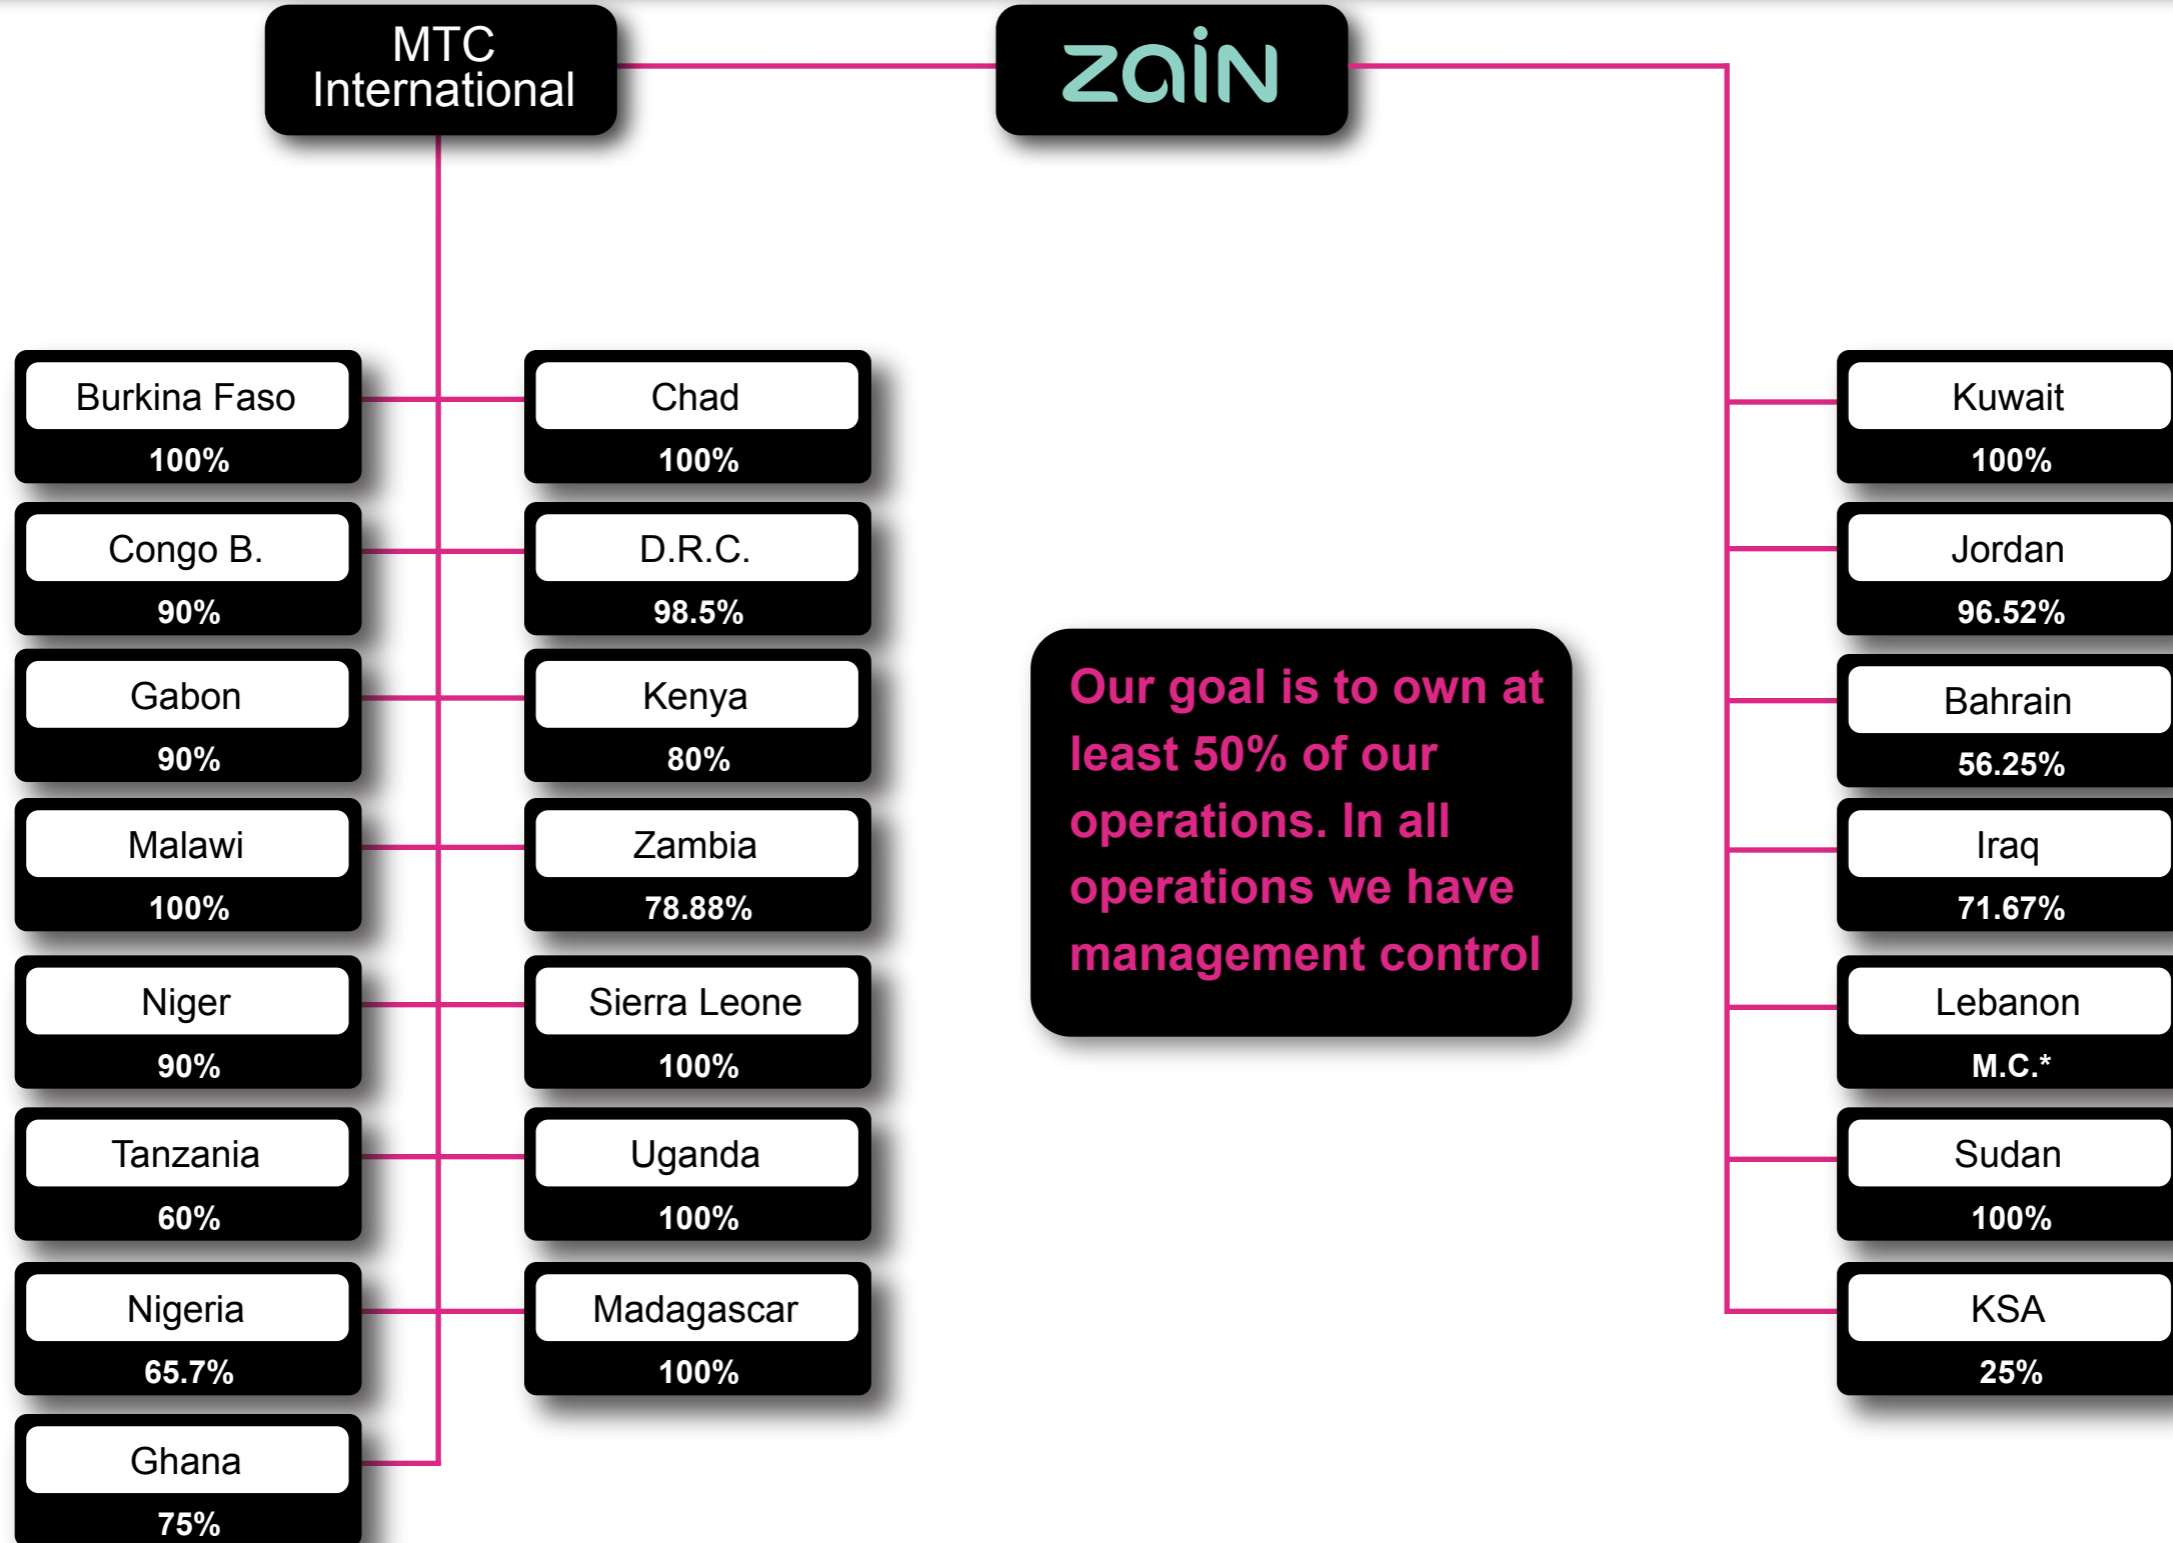 MTC
International
zain
Burkina Faso
100%
Chad
100%
Congo B.
90%
D.R.C.
98.5%
Gabon
90%
Kenya
80%
Malawi
100%
Zambia
78.88%
Niger
90%
Sierra Leone
100%
Tanzania
60%
Uganda
100%
Nigeria
65.7%
Madagascar
100%
Ghana
75%
Our goal is to own at
least 50% of our
operations. In all
operations we have
management control
Kuwait
100%
Jordan
96.52%
Bahrain
56.25%
Iraq
71.67%
Lebanon
M.C.*
Sudan
100%
KSA
25%